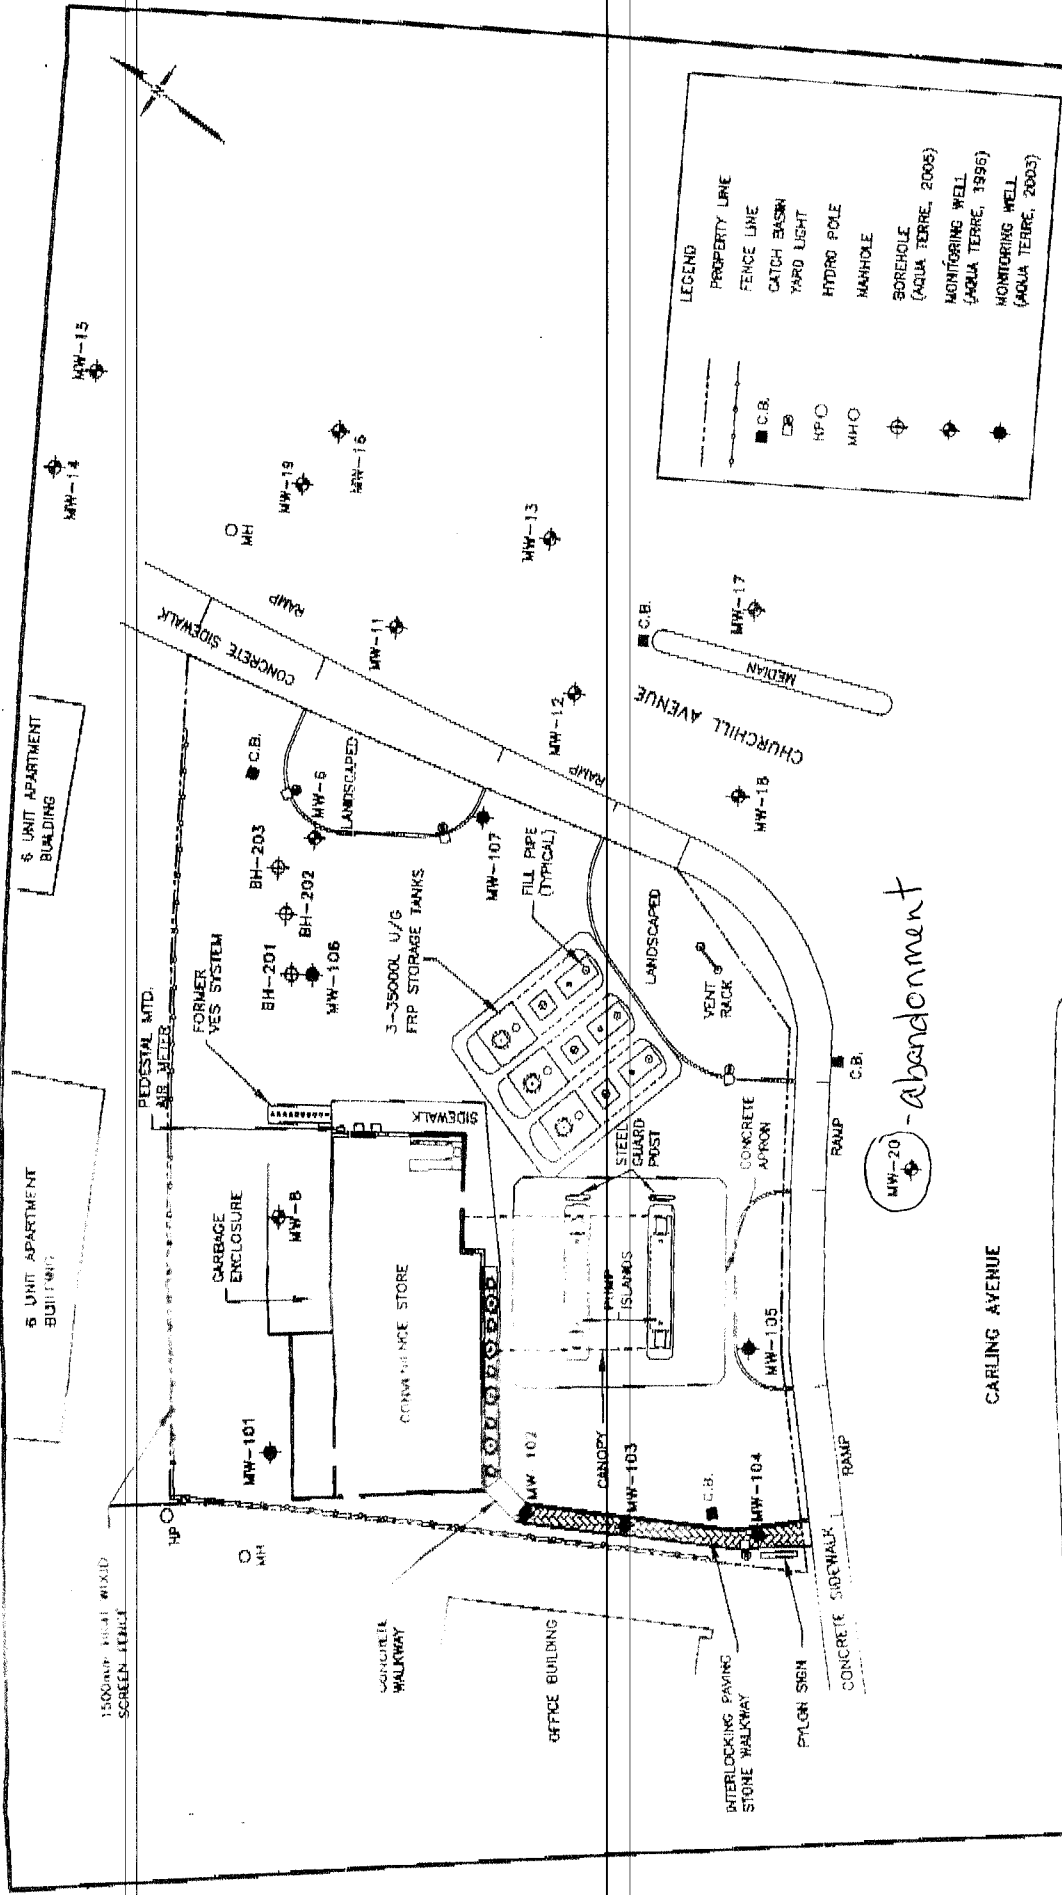 6 UNIT APARTMENT
BUILDING
6 UNIT APARTMENT
BUILDING
MW-14
MW-15
MH
MW-19
MW-16
MW-13
MW-11
MW-12
MW-17
MW-18
C.B.
MEDIAN
CHURCHILL AVENUE
RAMP
CONCRETE SIDEWALK
RAMP
C.B.
LANDSCAPED
MW-6
BH-203
BH-202
BH-201
MW-106
MW-107
FORMER
VES SYSTEM
PEDESTAL MTD.
AIR METER
3-35000L U/G
FRP STORAGE TANKS
FILL PIPE
(TYPICAL)
LANDSCAPED
VENT
RACK
SIDEWALK
STEEL
GUARD
POST
CONCRETE
APRON
GARBAGE
ENCLOSURE
MW-8
CONVENIENCE STORE
PUMP
ISLANDS
CANOPY
MW-101
MW 102
MW-103
MW-104
MW-105
C.B.
HP
MH
SCREEN FENCE
CONCRETE
WALKWAY
OFFICE BUILDING
INTERLOCKING PAVING
STONE WALKWAY
PYLON SIGN
CONCRETE SIDEWALK
RAMP
RAMP
C.B.
MW-20 - abandonment
CARLING AVENUE
LEGEND
PROPERTY LINE
FENCE LINE
C.B. CATCH BASIN
YARD LIGHT
HP HYDRO POLE
MH MANHOLE
BOREHOLE
(AQUA TERRE, 2005)
MONITORING WELL
(AQUA TERRE, 1996)
MONITORING WELL
(AQUA TERRE, 2003)